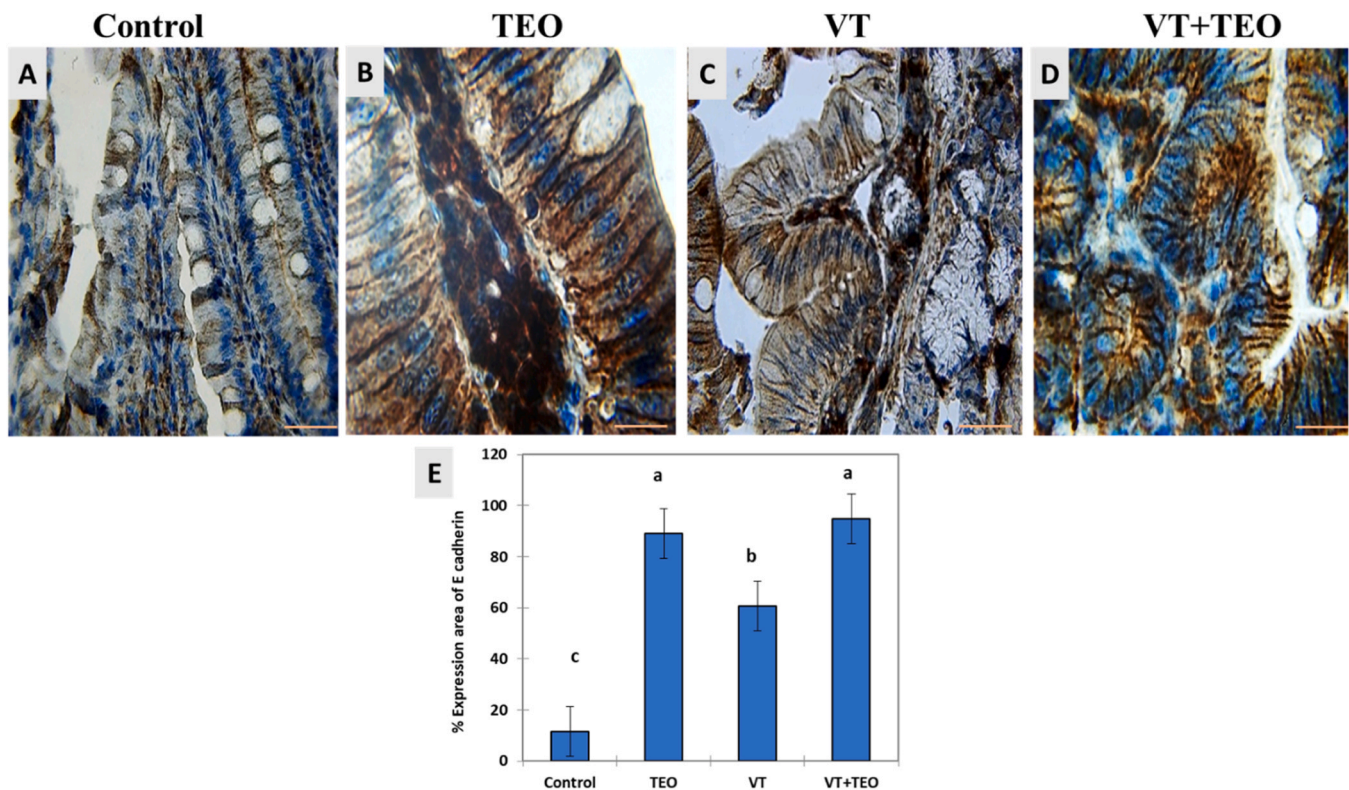 Control TEO VT VT+TEO
A B C D
E
% Expression area of E cadherin
120
100
80
60
40
20
0
c a b a
Control TEO VT VT+TEO